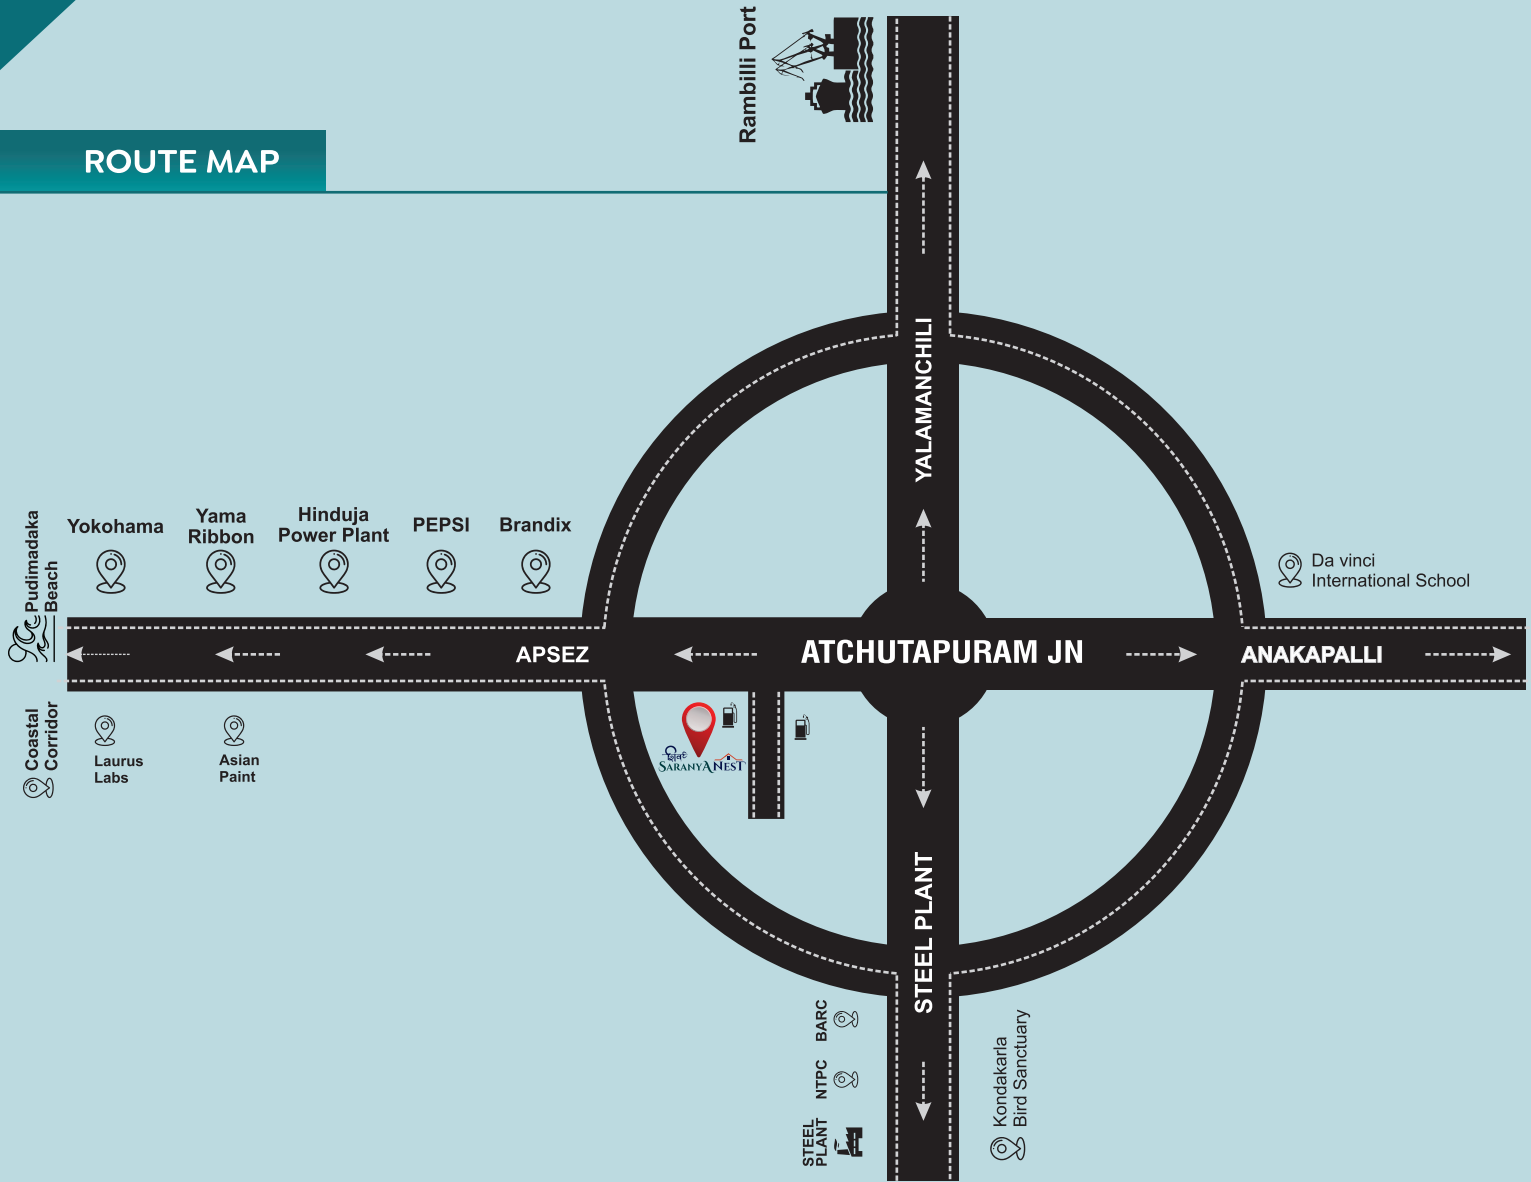 Rambilli Port
ROUTE MAP
YALAMANCHILI
Pudimadaka
Beach
Yokohama
Yama
Ribbon
Hinduja
Power Plant
PEPSI
Brandix
Da vinci
International School
APSEZ
ATCHUTAPURAM JN
ANAKAPALLI
Coastal
Corridor
Laurus
Labs
Asian
Paint
SARANYA NEST
STEEL PLANT
BARC
NTPC
STEEL
PLANT
Kondakarla
Bird Sanctuary